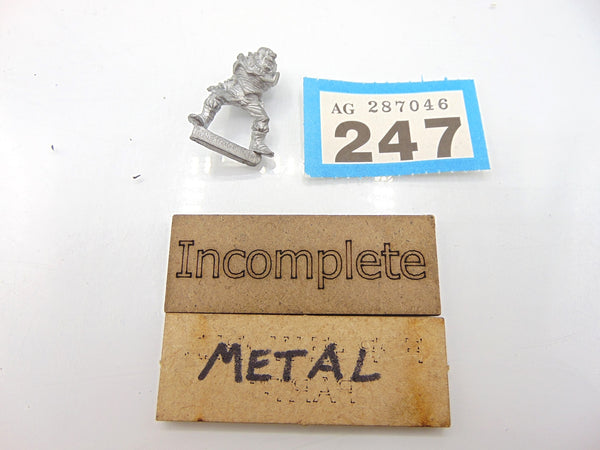 AG 287046
247
Incomplete
METAL